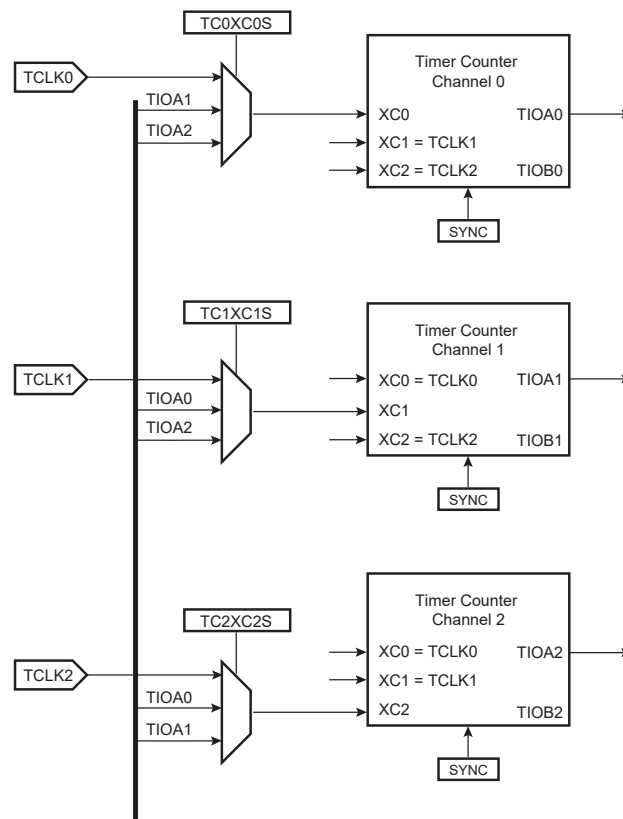 TC0XC0S
TCLK0
TIOA1
TIOA2
Timer Counter
Channel 0
XC0
TIOA0
XC1 = TCLK1
XC2 = TCLK2
TIOB0
SYNC
TC1XC1S
TCLK1
TIOA0
TIOA2
Timer Counter
Channel 1
XC0 = TCLK0
TIOA1
XC1
XC2 = TCLK2
TIOB1
SYNC
TC2XC2S
TCLK2
TIOA0
TIOA1
Timer Counter
Channel 2
XC0 = TCLK0
TIOA2
XC1 = TCLK1
XC2
TIOB2
SYNC